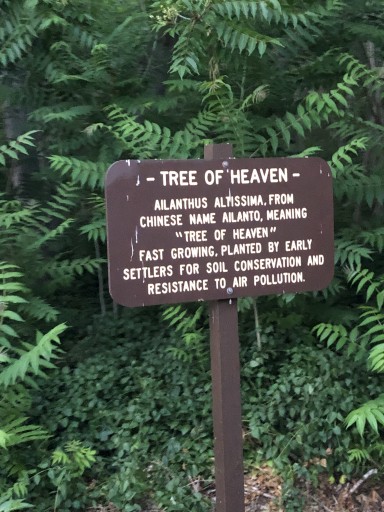 - TREE OF HEAVEN -
AILANTHUS ALTISSIMA, FROM
CHINESE NAME AILANTO, MEANING
"TREE OF HEAVEN"
FAST GROWING, PLANTED BY EARLY
SETTLERS FOR SOIL CONSERVATION AND
RESISTANCE TO AIR POLLUTION.